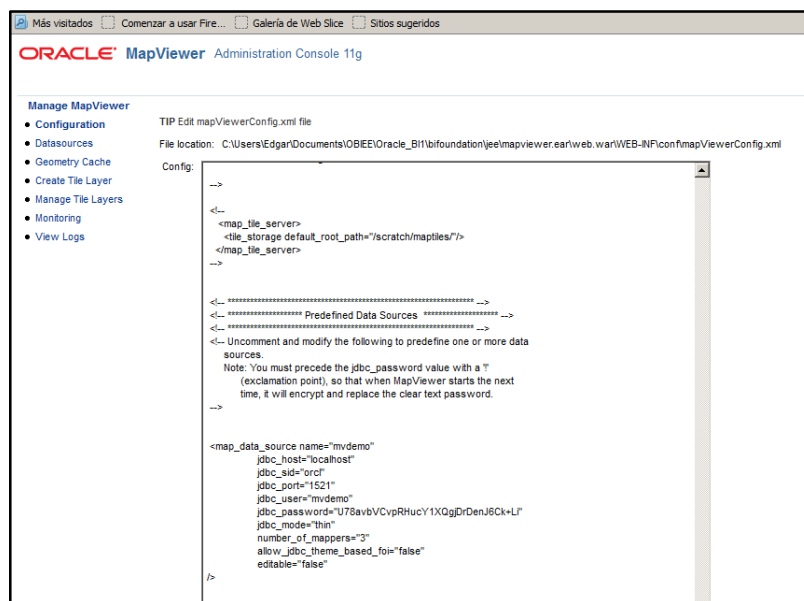 Más visitados Comenzar a usar Fire... Galería de Web Slice Sitios sugeridos
ORACLE MapViewer Administration Console 11g
Manage MapViewer
Configuration
Datasources
Geometry Cache
Create Tile Layer
Manage Tile Layers
Monitoring
View Logs
TIP Edit mapViewerConfig.xml file
File location: C:\Users\Edgar\Documents\OBIEE\Oracle_BI1\bifoundation\jee\mapviewer.ear\web.war\WEB-INF\conf\mapViewerConfig.xml
Config:
-->
<!--
<map_tile_server>
<tile_storage default_root_path="/scratch/maptiles/"/>
</map_tile_server>
-->
<!-- ****************************************************************** -->
<!-- ******************** Predefined Data Sources ******************** -->
<!-- ****************************************************************** -->
<!-- Uncomment and modify the following to predefine one or more data
sources.
Note: You must precede the jdbc_password value with a '!'
(exclamation point), so that when MapViewer starts the next
time, it will encrypt and replace the clear text password.
-->
<map_data_source name="mvdemo"
jdbc_host="localhost"
jdbc_sid="orcl"
jdbc_port="1521"
jdbc_user="mvdemo"
jdbc_password="U78avbVCvpRHucY1XQgjDrDenJ6Ck+Li"
jdbc_mode="thin"
number_of_mappers="3"
allow_jdbc_theme_based_foi="false"
editable="false"
/>